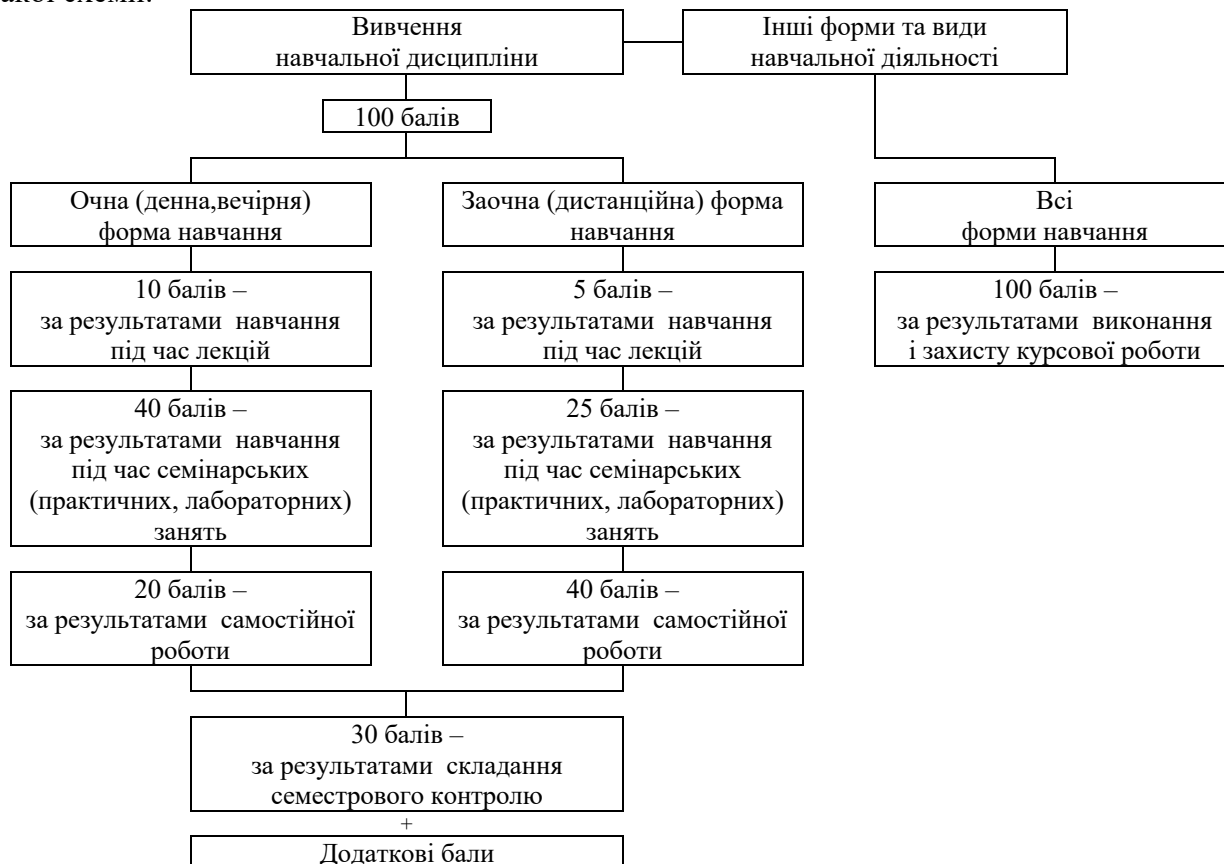 Вивчення
навчальної дисципліни
Інші форми та види
навчальної діяльності
100 балів
Очна (денна,вечірня)
форма навчання
Заочна (дистанційна) форма
навчання
Всі
форми навчання
10 балів –
за результатами навчання
під час лекцій
5 балів –
за результатами навчання
під час лекцій
100 балів –
за результатами виконання
і захисту курсової роботи
40 балів –
за результатами навчання
під час семінарських
(практичних, лабораторних)
занять
25 балів –
за результатами навчання
під час семінарських
(практичних, лабораторних)
занять
20 балів –
за результатами самостійної
роботи
40 балів –
за результатами самостійної
роботи
30 балів –
за результатами складання
семестрового контролю
+
Додаткові бали